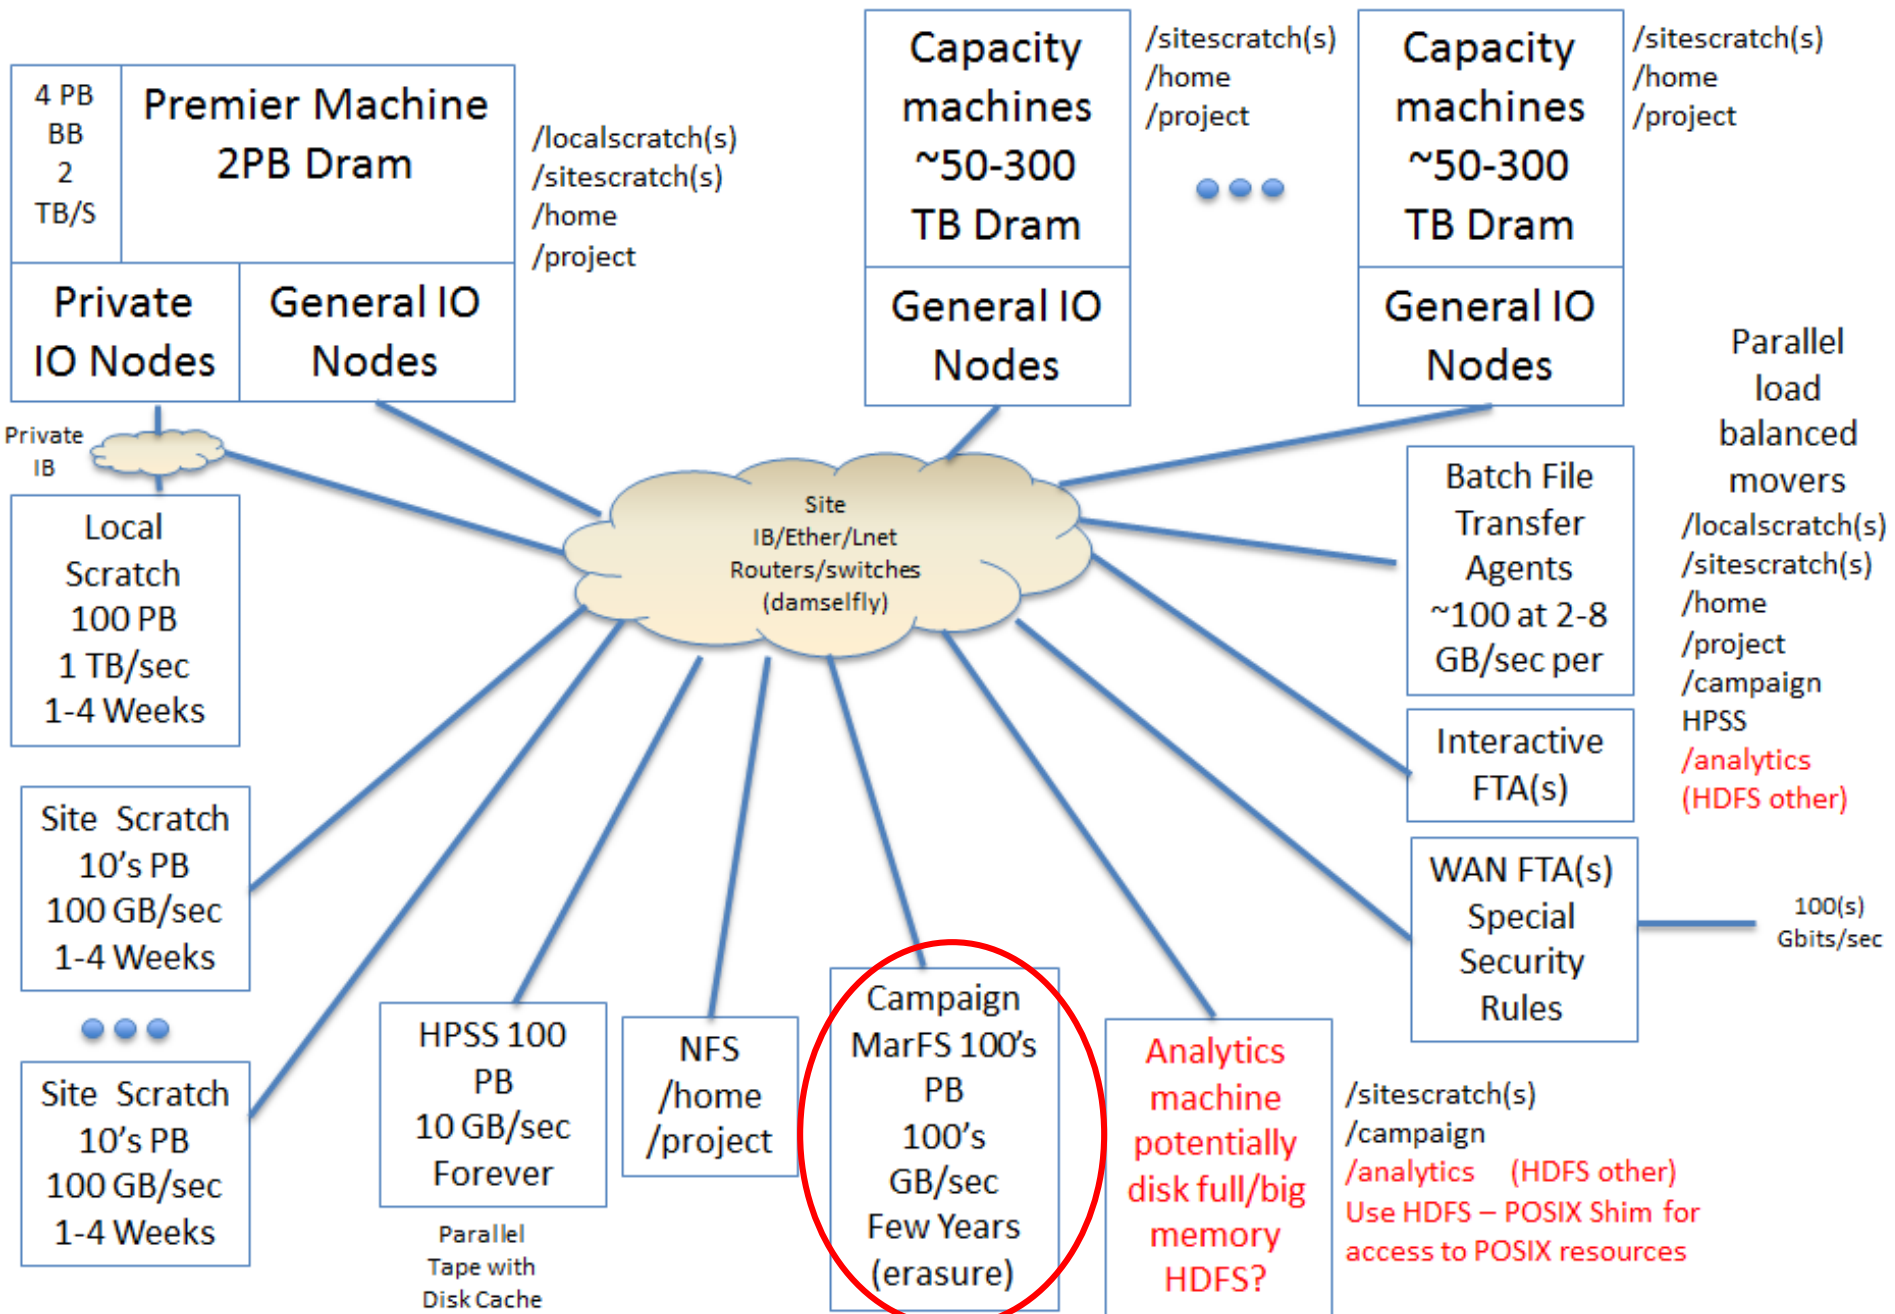 4 PB
BB
2
TB/S
Premier Machine
2PB Dram
/localscratch(s)
/sitescratch(s)
/home
/project
Private
IO Nodes
General IO
Nodes
Capacity
machines
~50-300
TB Dram
General IO
Nodes
/sitescratch(s)
/home
/project
Capacity
machines
~50-300
TB Dram
General IO
Nodes
/sitescratch(s)
/home
/project
Private
IB
Local
Scratch
100 PB
1 TB/sec
1-4 Weeks
Site
IB/Ether/Lnet
Routers/switches
(damselfly)
Batch File
Transfer
Agents
~100 at 2-8
GB/sec per
Parallel
load
balanced
movers
/localscratch(s)
/sitescratch(s)
/home
/project
/campaign
HPSS
/analytics
(HDFS other)
Interactive
FTA(s)
WAN FTA(s)
Special
Security
Rules
100(s)
Gbits/sec
Site Scratch
10's PB
100 GB/sec
1-4 Weeks
Site Scratch
10's PB
100 GB/sec
1-4 Weeks
HPSS 100
PB
10 GB/sec
Forever
Parallel
Tape with
Disk Cache
NFS
/home
/project
Campaign
MarFS 100's
PB
100's
GB/sec
Few Years
(erasure)
Analytics
machine
potentially
disk full/big
memory
HDFS?
/sitescratch(s)
/campaign
/analytics (HDFS other)
Use HDFS – POSIX Shim for
access to POSIX resources